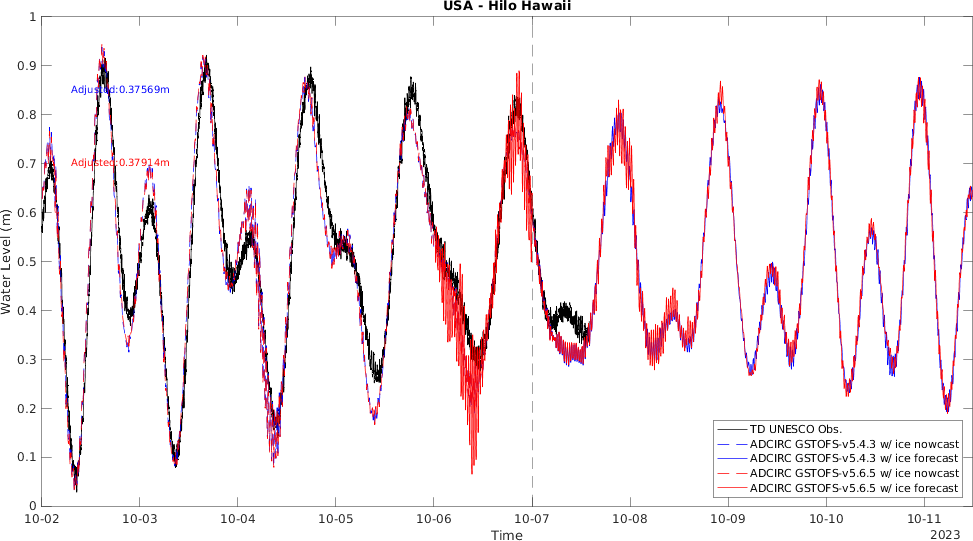 USA - Hilo Hawaii
1
0.9
0.8
0.7
0.6
0.5
0.4
0.3
0.2
0.1
0
Water Level (m)
Adjusted:0.37569m
Adjusted:0.37914m
TD UNESCO Obs.
ADCIRC GSTOFS-v5.4.3 w/ ice nowcast
ADCIRC GSTOFS-v5.4.3 w/ ice forecast
ADCIRC GSTOFS-v5.6.5 w/ ice nowcast
ADCIRC GSTOFS-v5.6.5 w/ ice forecast
10-02 10-03 10-04 10-05 10-06 10-07 10-08 10-09 10-10 10-11
Time
2023